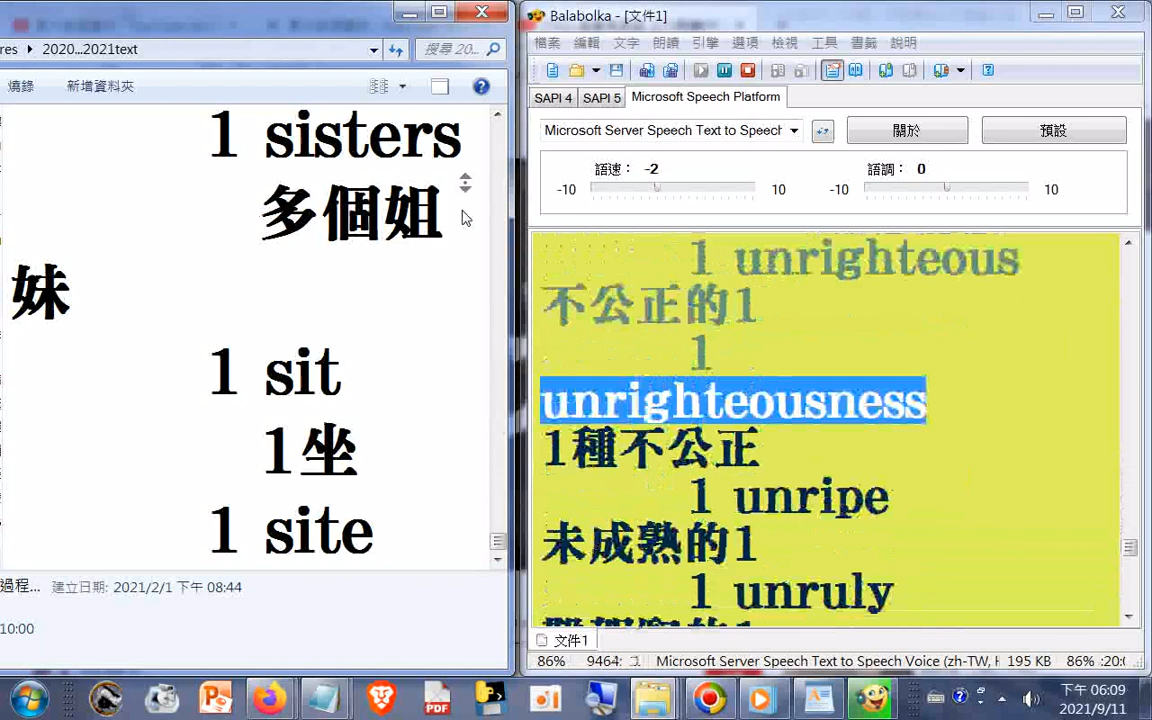 res ▸ 2020...2021text
搜尋 20...
燒錄 新增資料夾
1 sisters
多個姐
妹
1 sit
1坐
1 site
過程... 建立日期: 2021/2/1 下午 08:44
10:00
Balabolka - [文件1]
檔案 編輯 文字 朗讀 引擎 選項 檢視 工具 書籤 說明
SAPI 4 SAPI 5 Microsoft Speech Platform
Microsoft Server Speech Text to Speech 關於 預設
語速： -2 語調： 0
-10 10 -10 10
1 unrighteous
不公正的1
1
unrighteousness
1種不公正
1 unripe
未成熟的1
1 unruly
文件1
86% 9464: Microsoft Server Speech Text to Speech Voice (zh-TW, 195 KB 86%
PDF
下午 06:09
2021/9/11